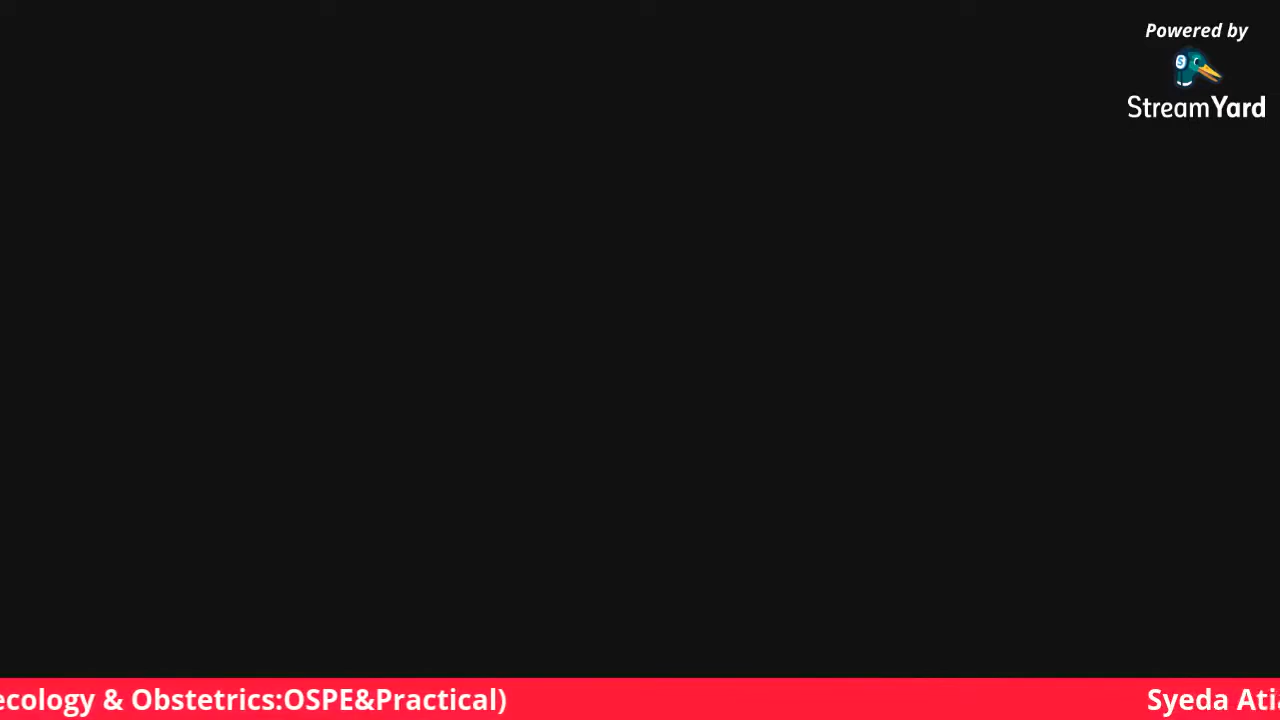 Powered by
StreamYard
ecology & Obstetrics:OSPE&Practical) Syeda Atia